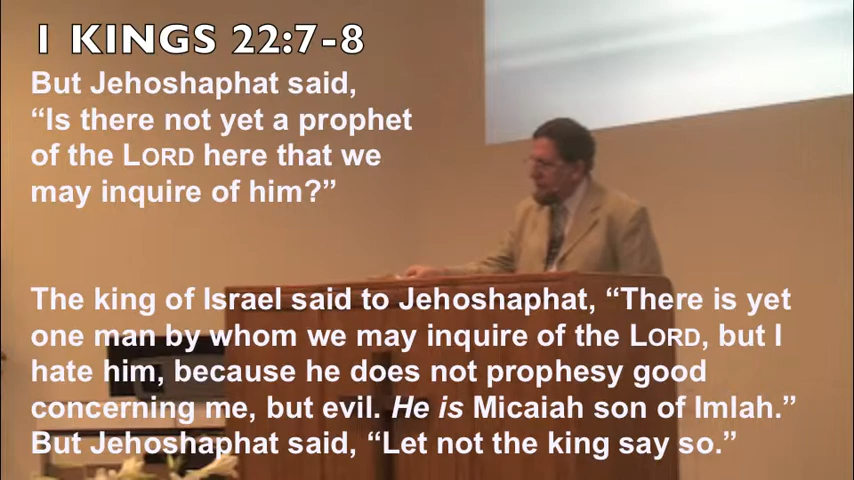 1 KINGS 22:7-8
But Jehoshaphat said,
“Is there not yet a prophet
of the LORD here that we
may inquire of him?”
The king of Israel said to Jehoshaphat, “There is yet
one man by whom we may inquire of the LORD, but I
hate him, because he does not prophesy good
concerning me, but evil. He is Micaiah son of Imlah.”
But Jehoshaphat said, “Let not the king say so.”